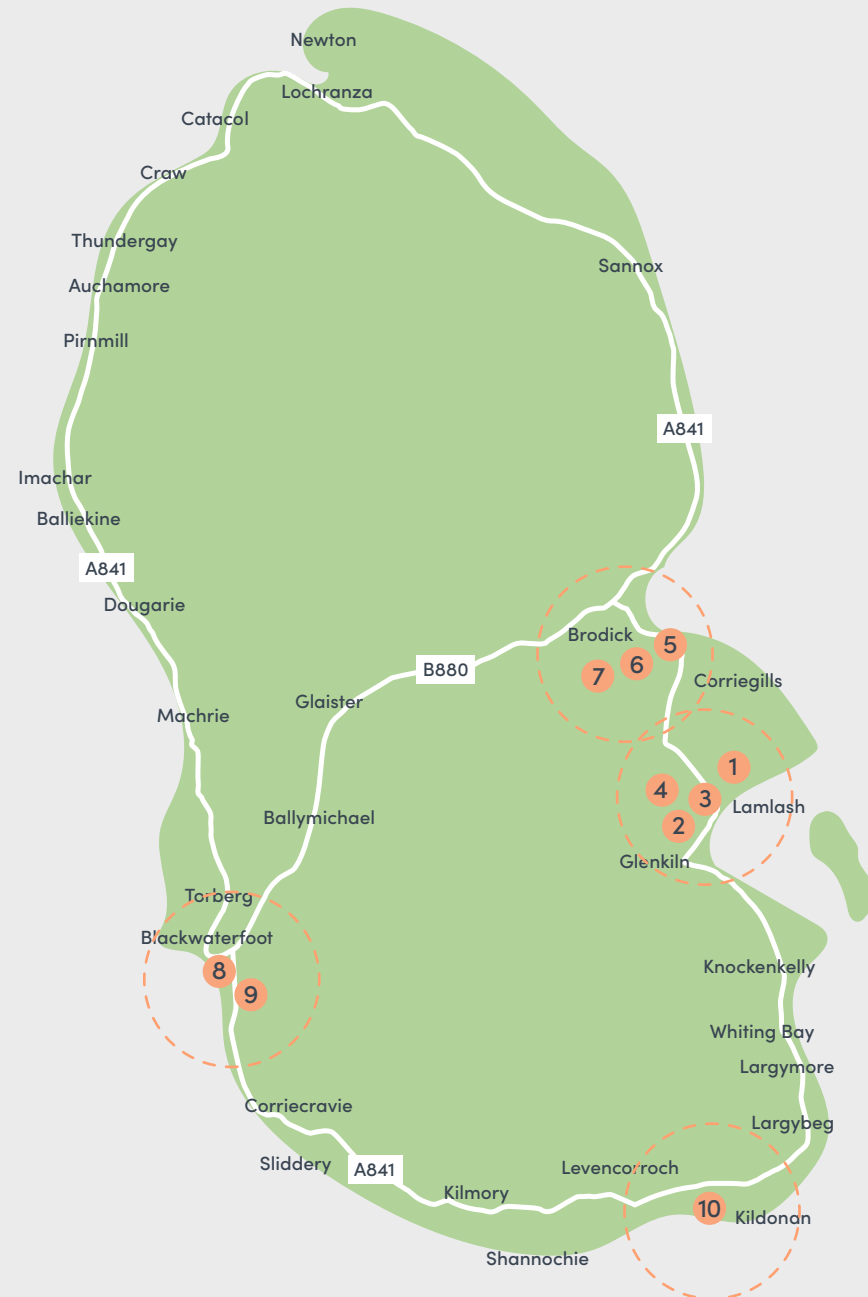 Newton
Lochranza
Catacol
Craw
Thundergay
Sannox
Auchamore
Pirnmill
A841
Imachar
Balliekine
A841
Dougarie
Brodick
5
6
7
B880
Corriegills
Glaister
Machrie
1
4
3
Lamlash
Ballymichael
2
Glenkiln
Torberg
Blackwaterfoot
8
Knockenkelly
9
Whiting Bay
Largymore
Corriecravie
Largybeg
Sliddery
A841
Levencorroch
Kilmory
10
Kildonan
Shannochie